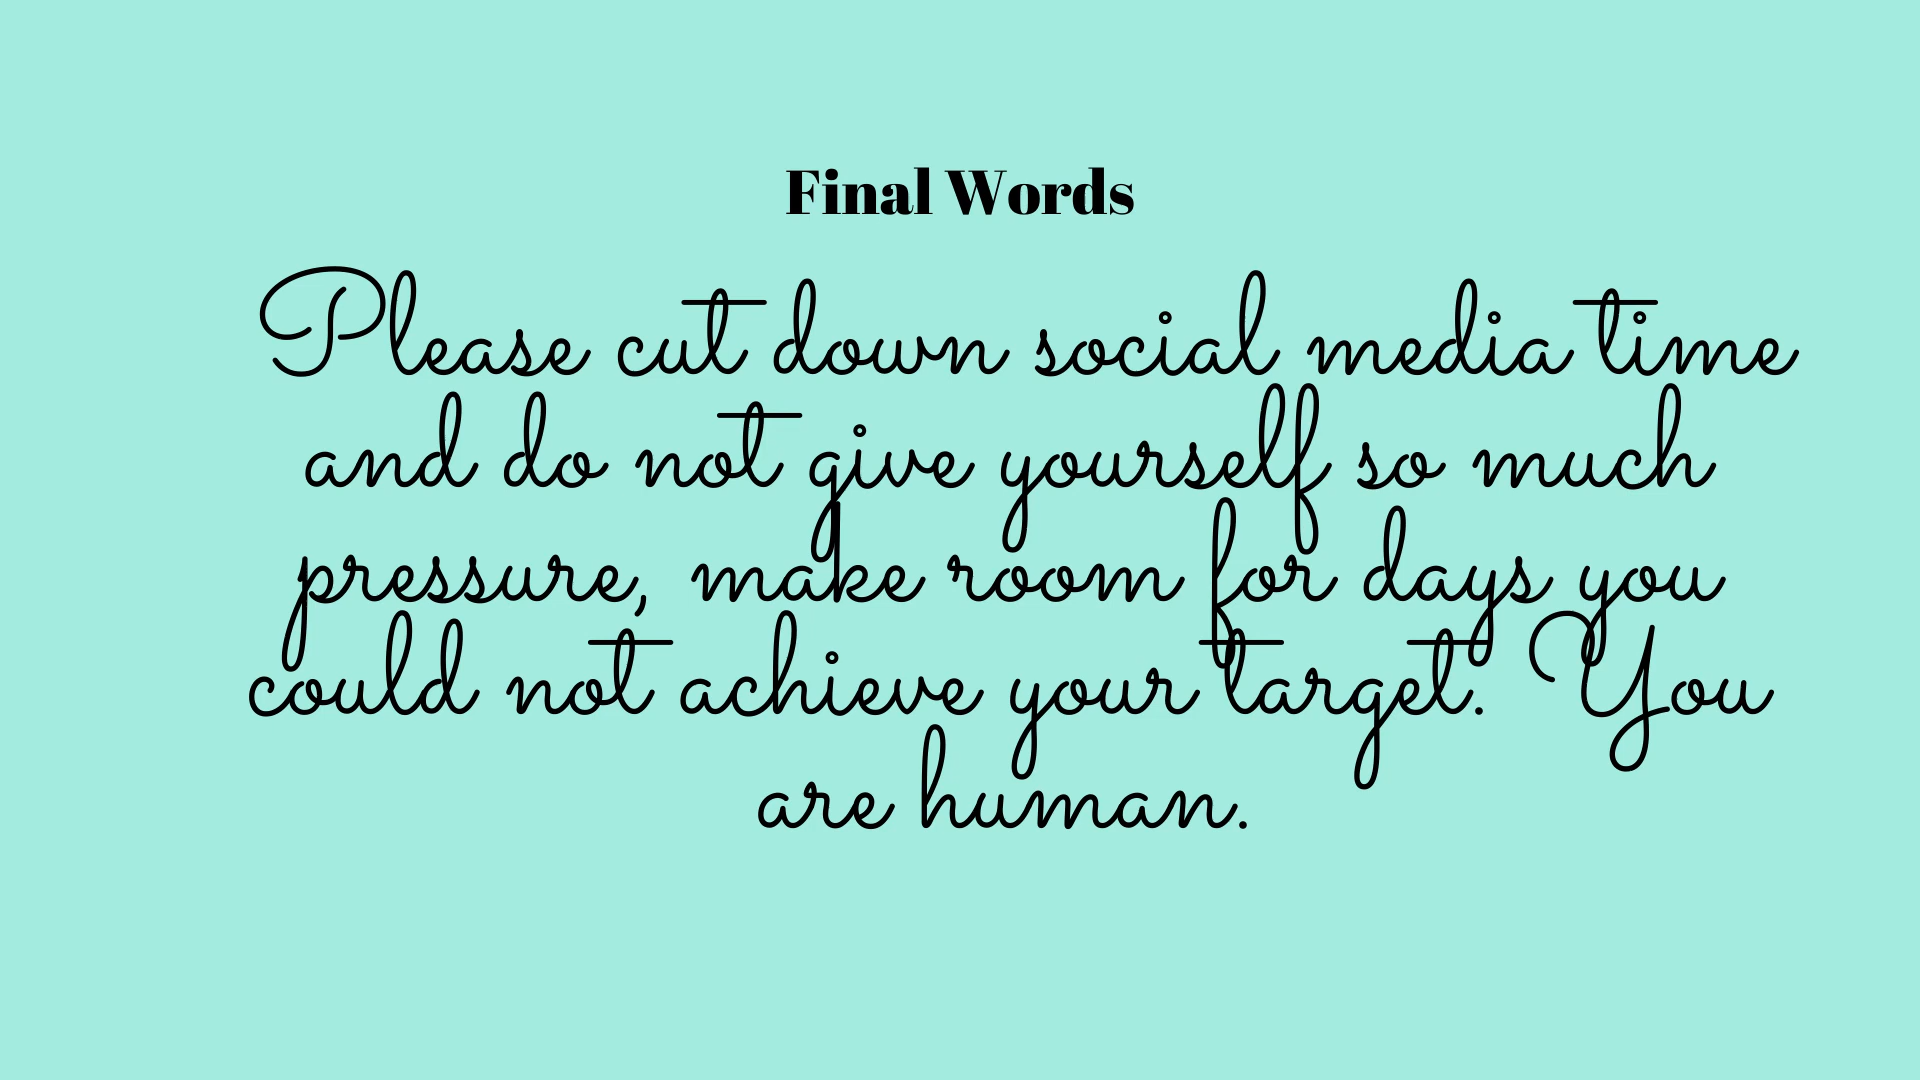 Final Words
Please cut down social media time
and do not give yourself so much
pressure, make room for days you
could not achieve your target. You
are human.